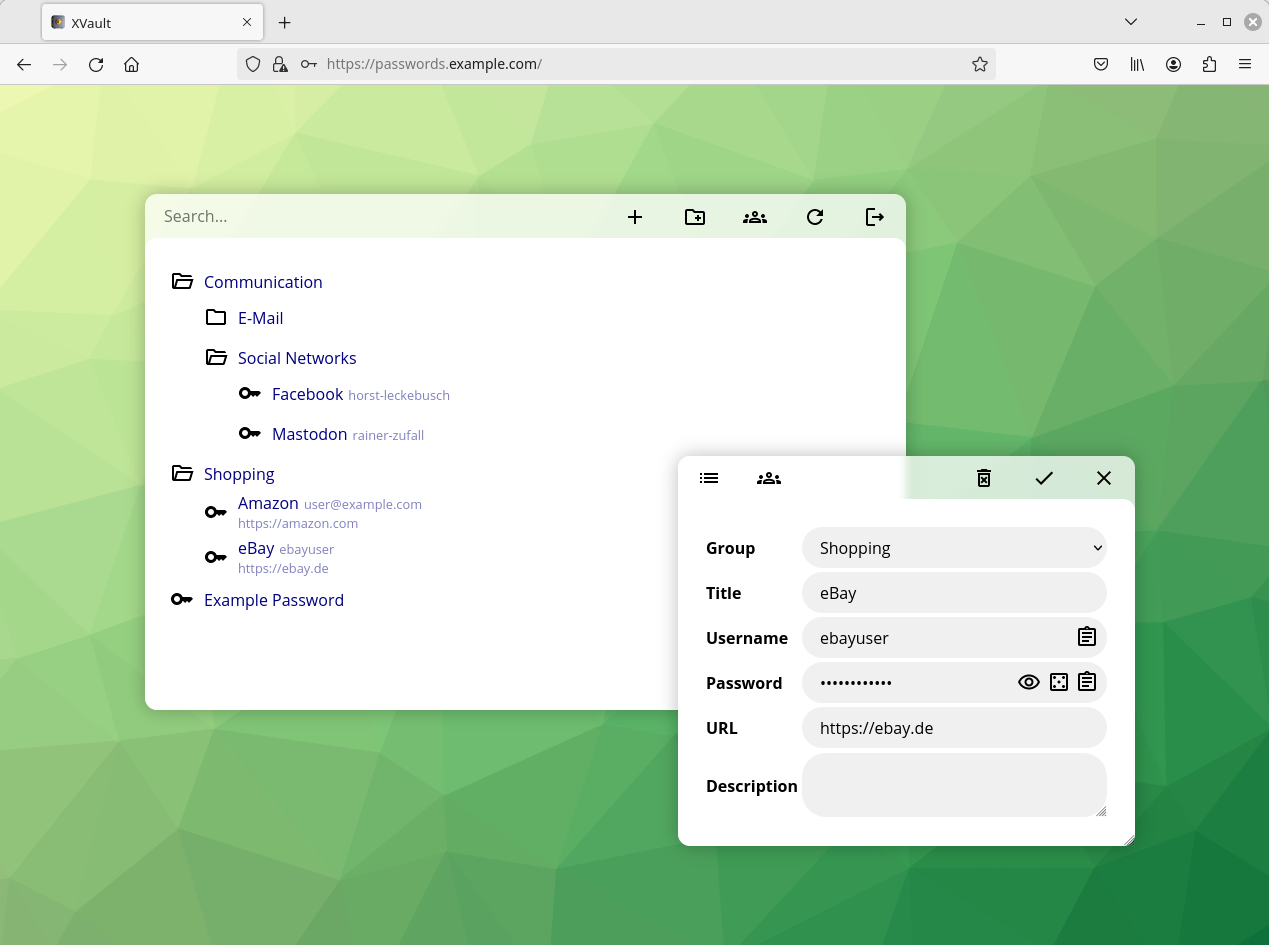 XVault
https://passwords.example.com/
Search...
Communication
E-Mail
Social Networks
Facebook horst-leckebusch
Mastodon rainer-zufall
Shopping
Amazon user@example.com
https://amazon.com
eBay ebayuser
https://ebay.de
Example Password
Group Shopping
Title eBay
Username ebayuser
Password ••••••••••••
URL https://ebay.de
Description